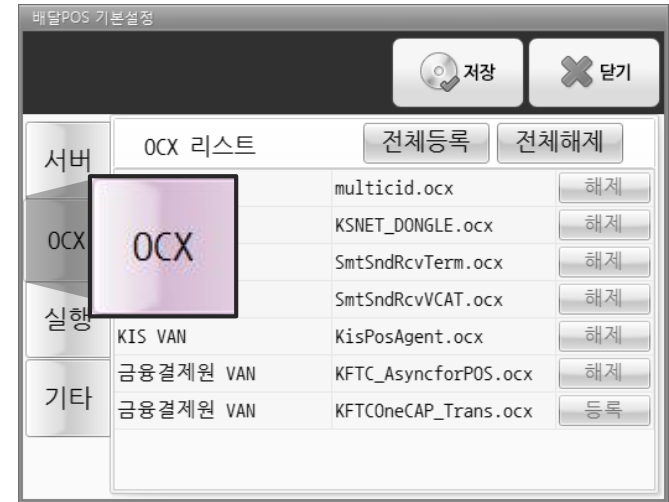 배달POS 기본설정
저장 닫기
서버
OCX 리스트 전체등록 전체해제
multicid.ocx 해제
OCX
OCX
KSNET_DONGLE.ocx 해제
SmtSndRcvTerm.ocx 해제
SmtSndRcvVCAT.ocx 해제
실행
KIS VAN KisPosAgent.ocx 해제
금융결제원 VAN KFTC_AsyncforPOS.ocx 해제
기타
금융결제원 VAN KFTCOneCAP_Trans.ocx 등록